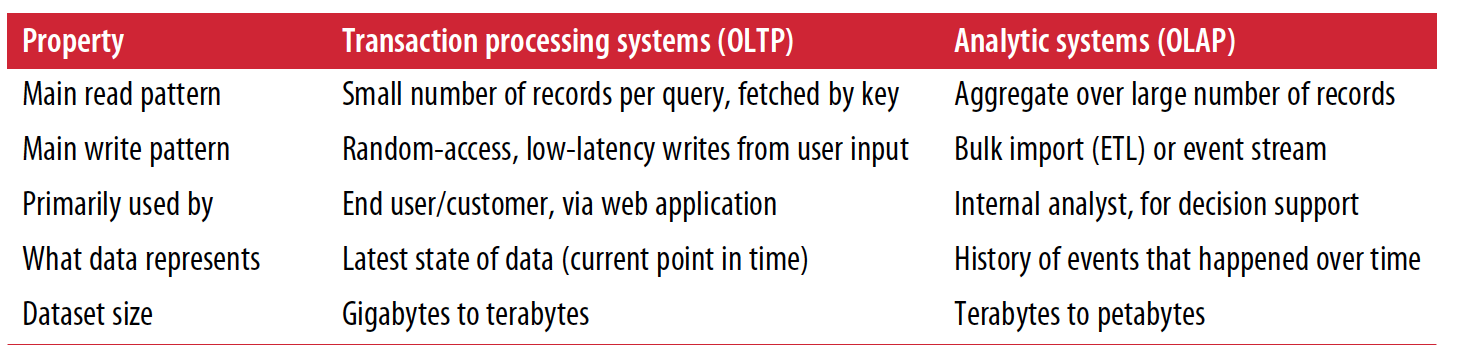 Property Transaction processing systems (OLTP) Analytic systems (OLAP)
Main read pattern Small number of records per query, fetched by key Aggregate over large number of records
Main write pattern Random-access, low-latency writes from user input Bulk import (ETL) or event stream
Primarily used by End user/customer, via web application Internal analyst, for decision support
What data represents Latest state of data (current point in time) History of events that happened over time
Dataset size Gigabytes to terabytes Terabytes to petabytes